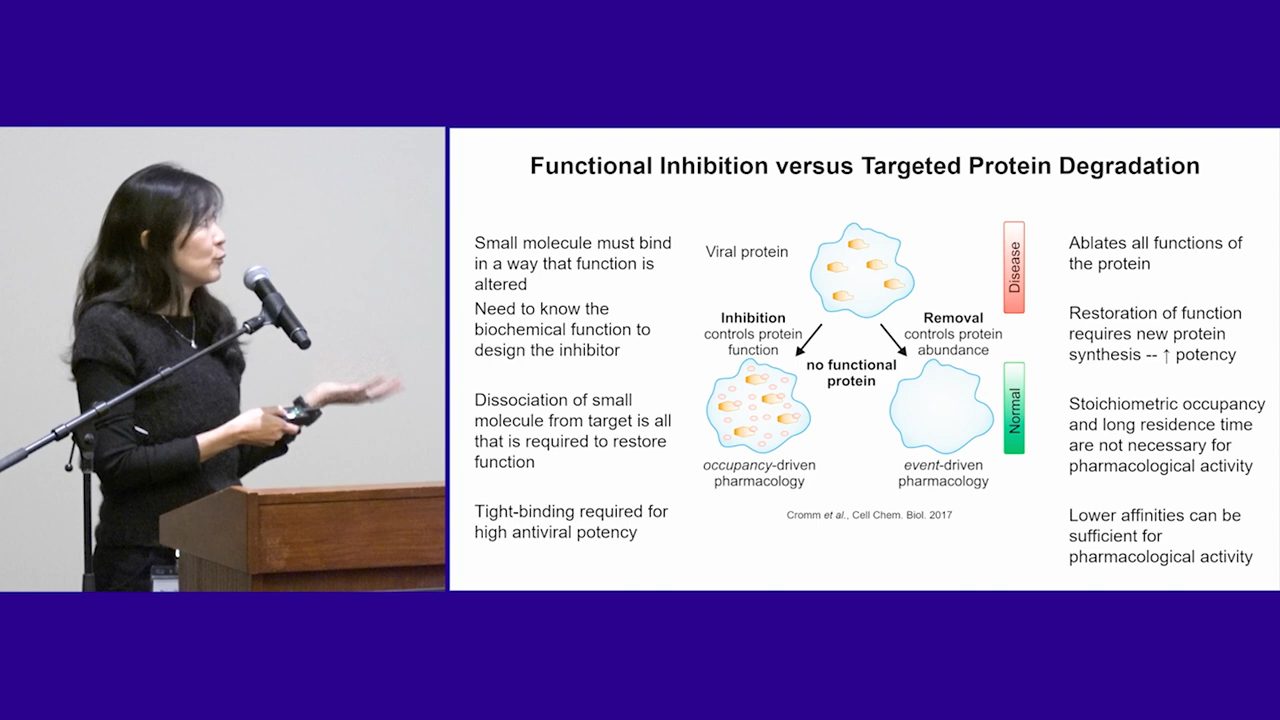 Functional Inhibition versus Targeted Protein Degradation
Small molecule must bind
in a way that function is
altered
Need to know the
biochemical function to
design the inhibitor
Dissociation of small
molecule from target is all
that is required to restore
function
Tight-binding required for
high antiviral potency
Viral protein
Disease
Inhibition
controls protein
function
Removal
controls protein
abundance
no functional
protein
Normal
occupancy-driven
pharmacology
event-driven
pharmacology
Cromm et al., Cell Chem. Biol. 2017
Ablates all functions of
the protein
Restoration of function
requires new protein
synthesis -- ↑ potency
Stoichiometric occupancy
and long residence time
are not necessary for
pharmacological activity
Lower affinities can be
sufficient for
pharmacological activity